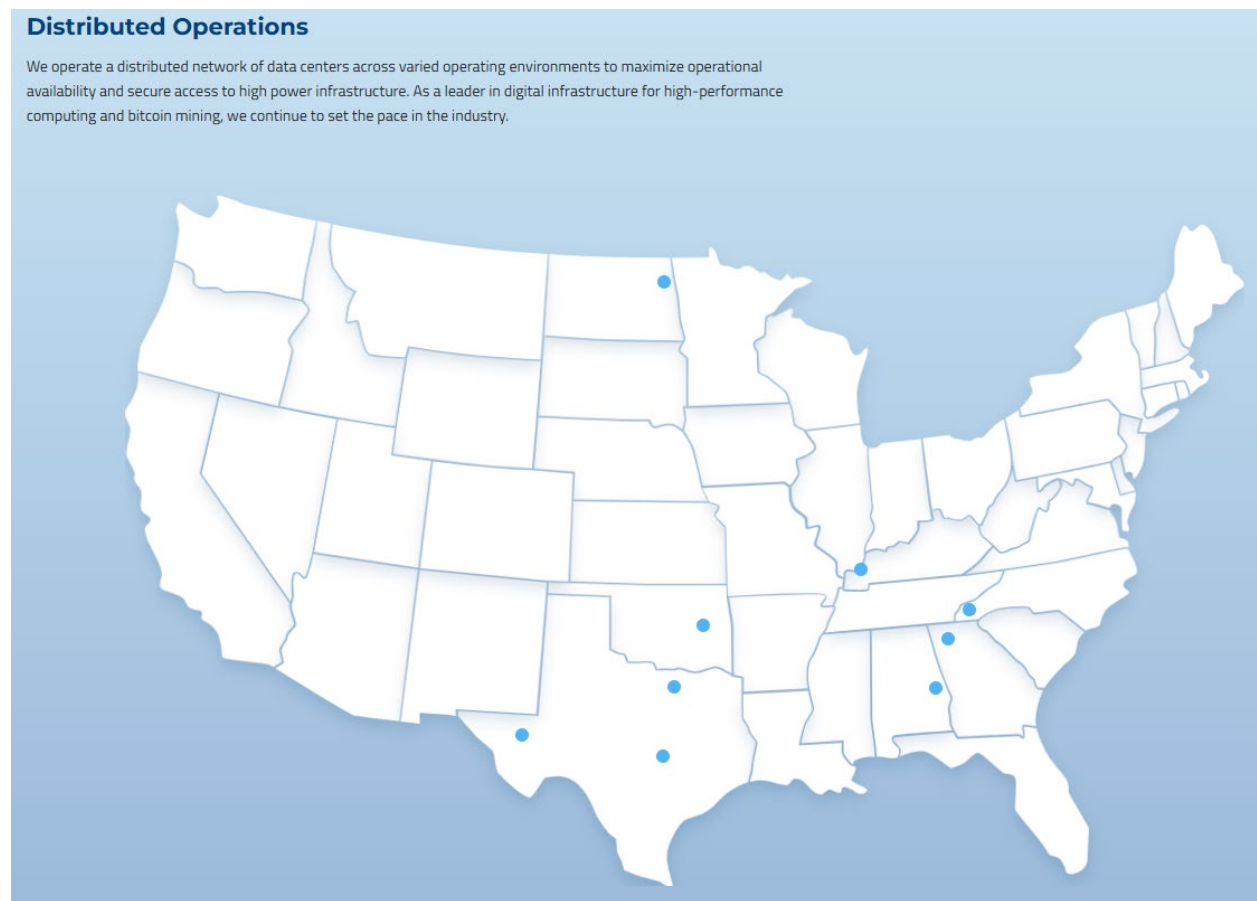 Distributed Operations
We operate a distributed network of data centers across varied operating environments to maximize operational
availability and secure access to high power infrastructure. As a leader in digital infrastructure for high-performance
computing and bitcoin mining, we continue to set the pace in the industry.